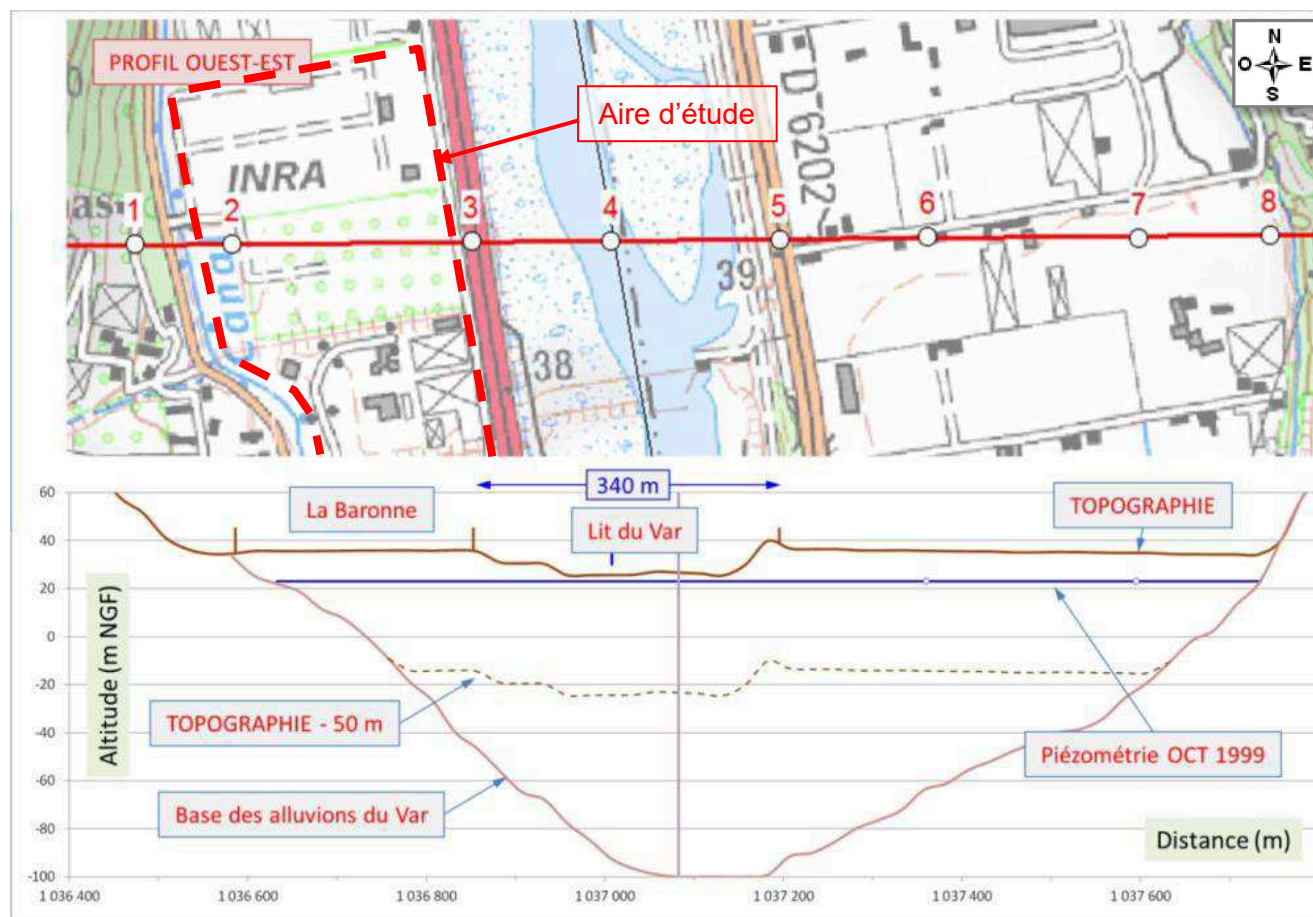 PROFIL OUEST-EST
N
O E
S
Aire d'étude
D 6202
INRA
as
1 2 3 4 5 6 7 8
Cana
39
38
340 m
60
40
20
0
-20
-40
-60
-80
-100
Altitude (m NGF)
La Baronne
Lit du Var
TOPOGRAPHIE
TOPOGRAPHIE - 50 m
Piézométrie OCT 1999
Base des alluvions du Var
Distance (m)
1 036 400 1 036 600 1 036 800 1 037 000 1 037 200 1 037 400 1 037 600